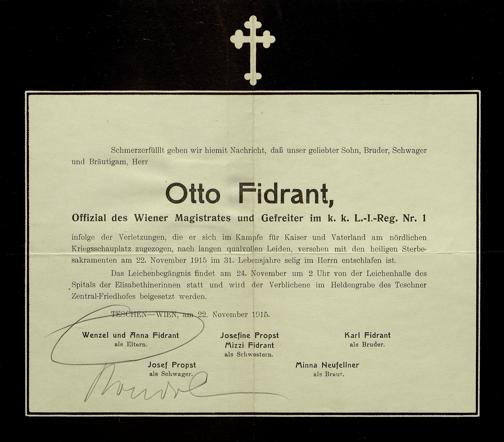 Schmerzerfüllt geben wir hiemit Nachricht, daß unser geliebter Sohn, Bruder, Schwager
und Bräutigam, Herr
Otto Fidrant,
Offizial des Wiener Magistrates und Gefreiter im k. k. L.-I.-Reg. Nr. 1
infolge der Verletzungen, die er sich im Kampfe für Kaiser und Vaterland am nördlichen
Kriegsschauplatz zugezogen, nach langen qualvollen Leiden, versehen mit den heiligen Sterbe-
sakramenten am 22. November 1915 im 31. Lebensjahre selig im Herrn entschlafen ist.
Das Leichenbegängnis findet am 24. November um 2 Uhr von der Leichenhalle des
Spitals der Elisabethinerinnen statt und wird der Verblichene im Heldengrabe des Teschner
Zentral-Friedhofes beigesetzt werden.
TESCHEN—WIEN, am 22. November 1915.
Wenzel und Anna Fidrant
als Eltern.
Josefine Propst
Mizzi Fidrant
als Schwestern.
Karl Fidrant
als Bruder.
Josef Propst
als Schwager.
Minna Neufellner
als Braut.